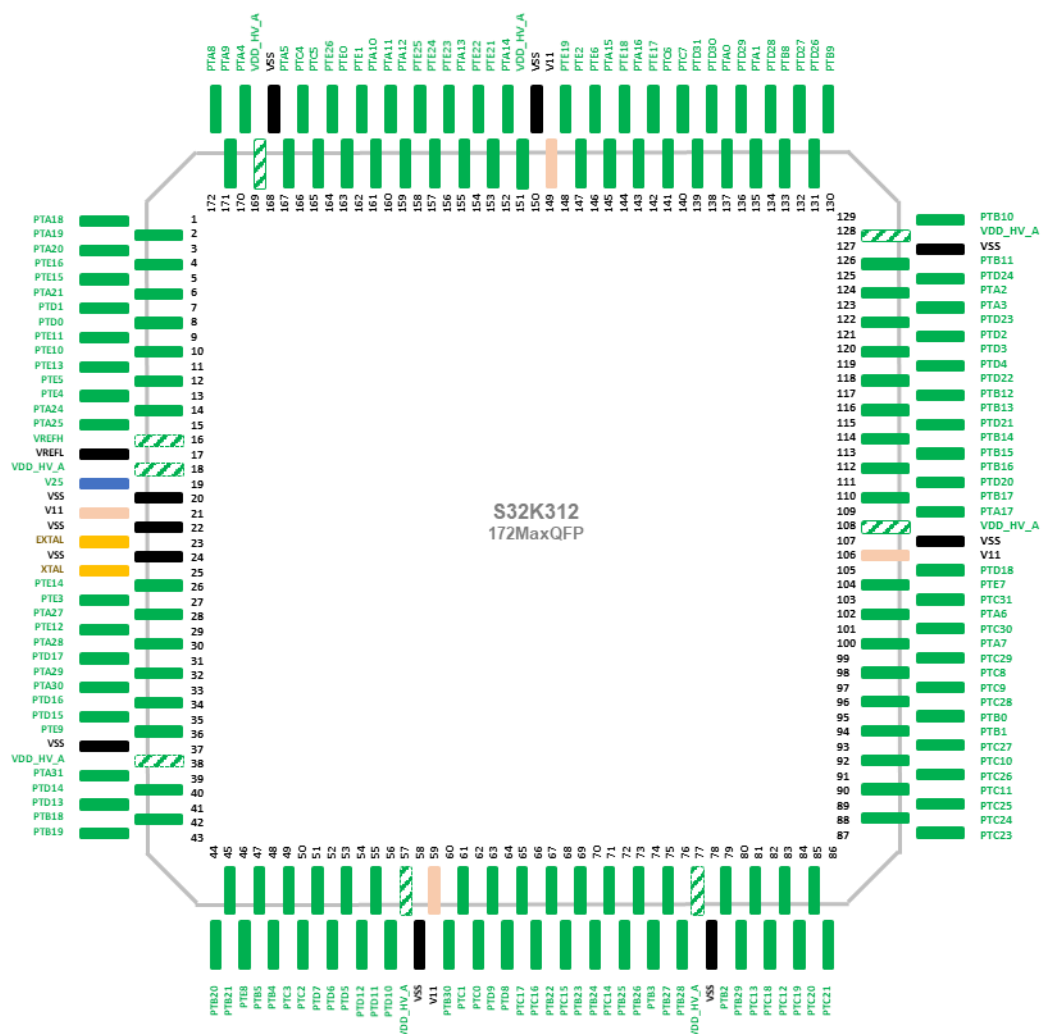 PTA8
PTA9
PTA4
VDD_HV_A
VSS
PTA5
PTC4
PTC5
PTE26
PTE0
PTE1
PTA10
PTA11
PTA12
PTE25
PTE24
PTE23
PTA13
PTE22
PTE21
PTA14
VDD_HV_A
VSS
V11
PTE19
PTE2
PTE6
PTA15
PTE18
PTA16
PTE17
PTC6
PTC7
PTD31
PTD30
PTA0
PTD29
PTA1
PTD28
PTB8
PTD27
PTD26
PTB9
172
171
170
169
168
167
166
165
164
163
162
161
160
159
158
157
156
155
154
153
152
151
150
149
148
147
146
145
144
143
142
141
140
139
138
137
136
135
134
133
132
131
130
PTA18 1
PTA19 2
PTA20 3
PTE16 4
PTE15 5
PTA21 6
PTD1 7
PTD0 8
PTE11 9
PTE10 10
PTE13 11
PTE5 12
PTE4 13
PTA24 14
PTA25 15
VREFH 16
VREFL 17
VDD_HV_A 18
V25 19
VSS 20
V11 21
VSS 22
EXTAL 23
VSS 24
XTAL 25
PTE14 26
PTE3 27
PTA27 28
PTE12 29
PTA28 30
PTD17 31
PTA29 32
PTA30 33
PTD16 34
PTD15 35
PTE9 36
VSS 37
VDD_HV_A 38
PTA31 39
PTD14 40
PTD13 41
PTB18 42
PTB19 43
S32K312
172MaxQFP
129 PTB10
128 VDD_HV_A
127 VSS
126 PTB11
125 PTD24
124 PTA2
123 PTA3
122 PTD23
121 PTD2
120 PTD3
119 PTD4
118 PTD22
117 PTB12
116 PTB13
115 PTD21
114 PTB14
113 PTB15
112 PTB16
111 PTD20
110 PTB17
109 PTA17
108 VDD_HV_A
107 VSS
106 V11
105 PTD18
104 PTE7
103 PTC31
102 PTA6
101 PTC30
100 PTA7
99 PTC29
98 PTC8
97 PTC9
96 PTC28
95 PTB0
94 PTB1
93 PTC27
92 PTC10
91 PTC26
90 PTC11
89 PTC25
88 PTC24
87 PTC23
44
45
46
47
48
49
50
51
52
53
54
55
56
57
58
59
60
61
62
63
64
65
66
67
68
69
70
71
72
73
74
75
76
77
78
79
80
81
82
83
84
85
86
PTB20
PTB21
PTE8
PTB5
PTB4
PTC3
PTC2
PTD7
PTD6
PTD5
PTD12
PTD11
PTD10
VDD_HV_A
VSS
V11
PTB30
PTC1
PTC0
PTD9
PTD8
PTC17
PTC16
PTB22
PTC15
PTB23
PTB24
PTC14
PTB25
PTB26
PTB3
PTB27
PTB28
VDD_HV_A
VSS
PTB2
PTB29
PTC13
PTC18
PTC12
PTC19
PTC20
PTC21